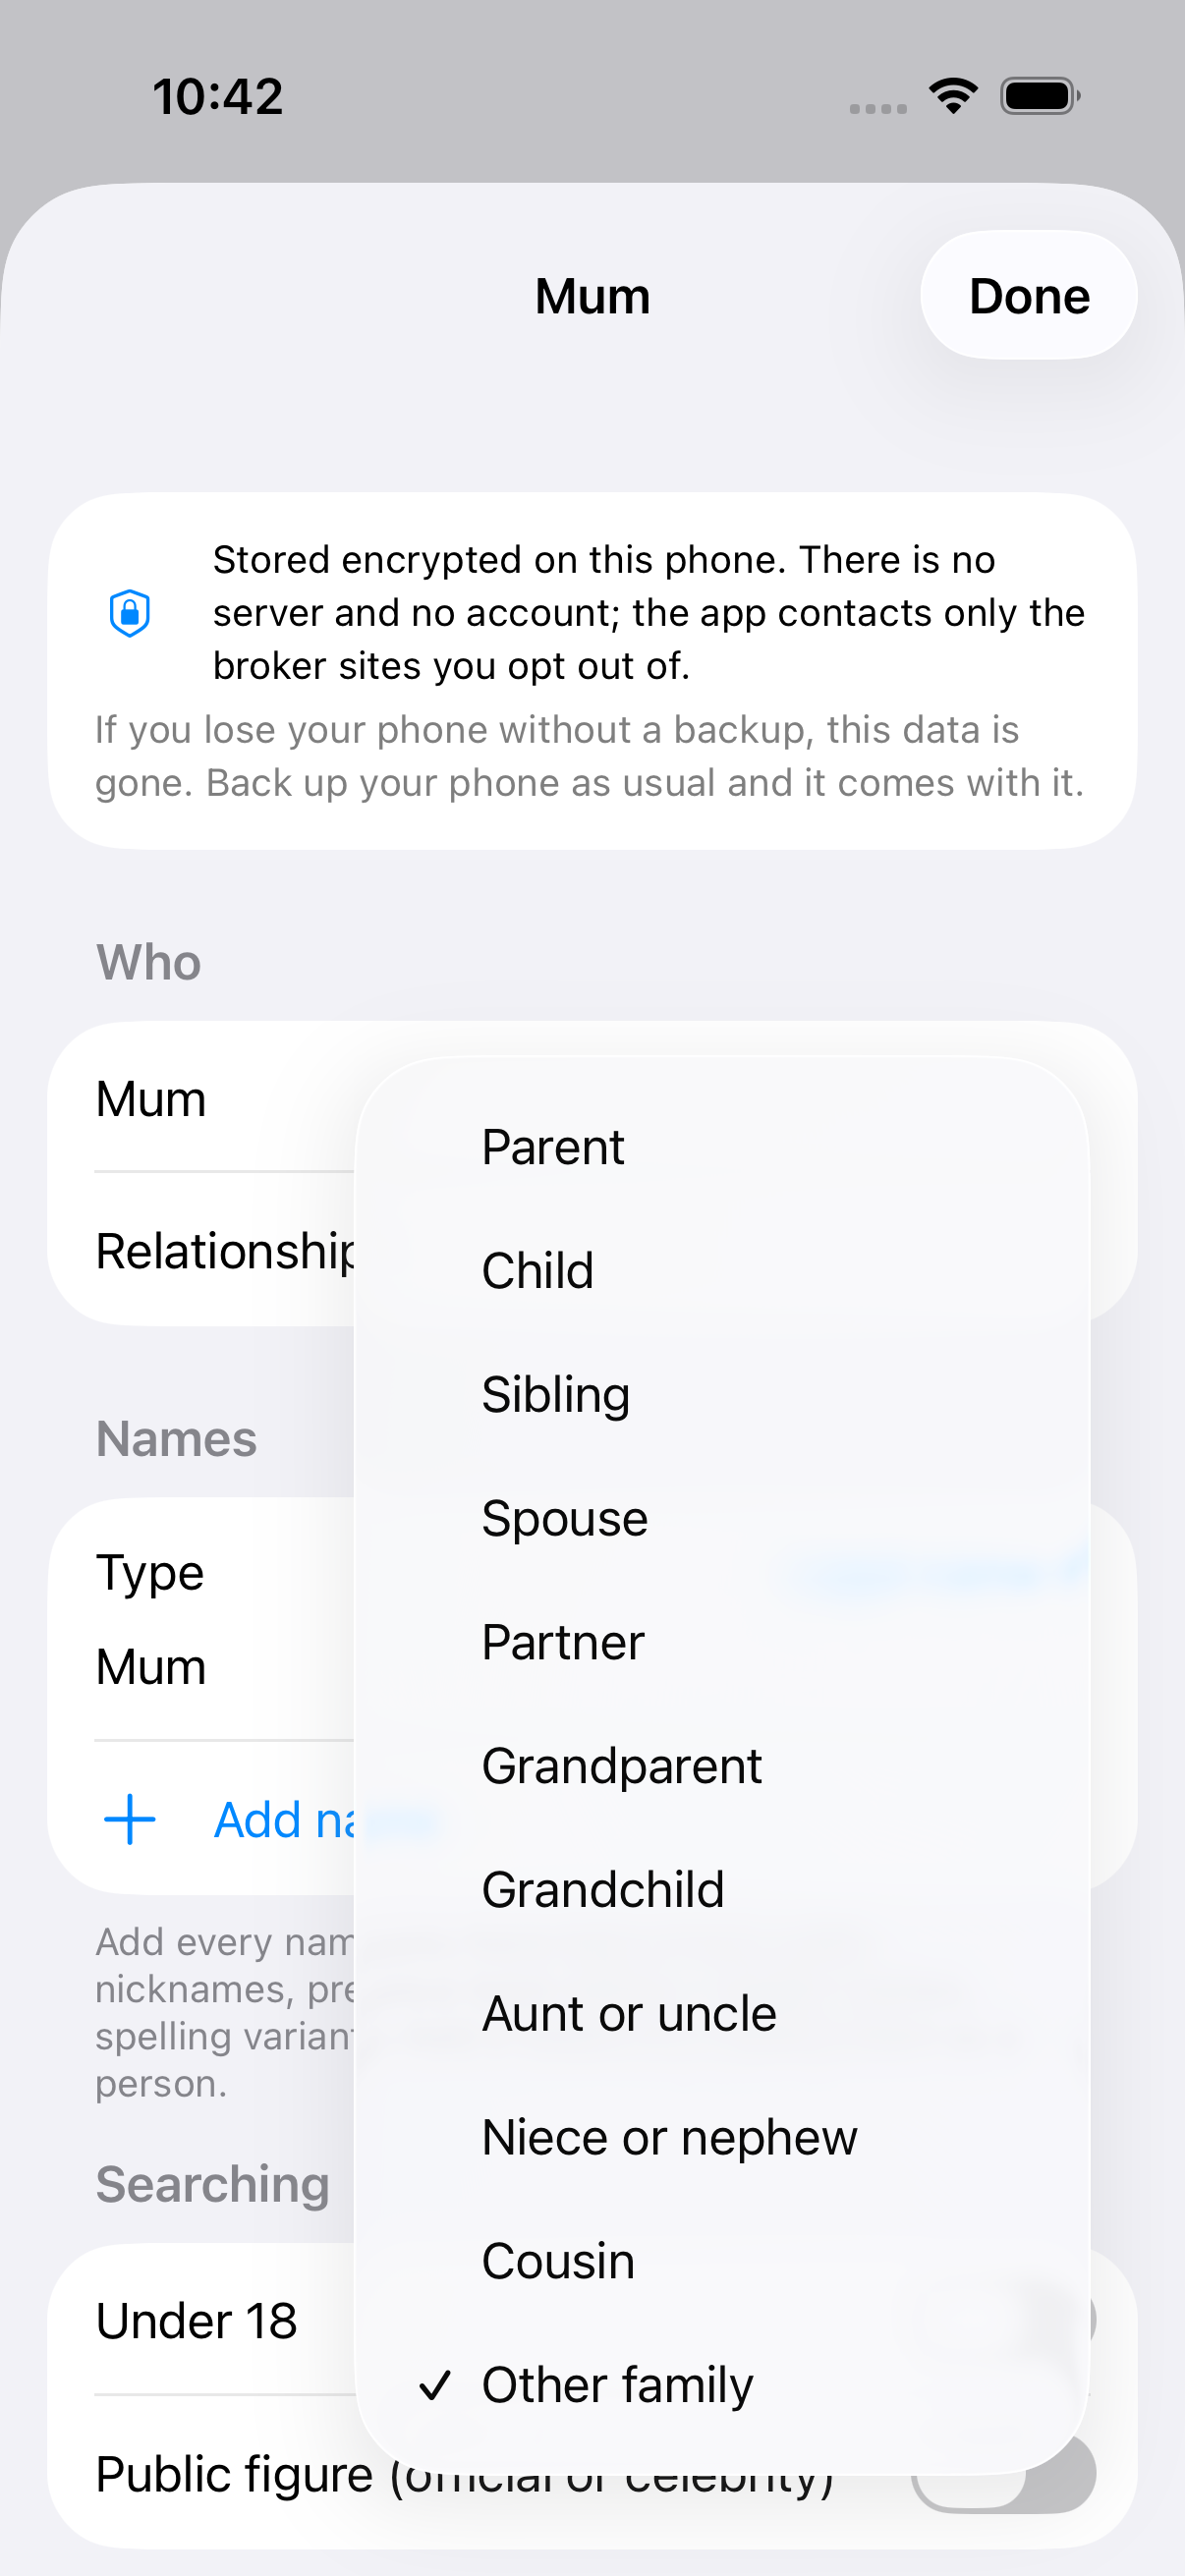 10:42
Mum
Done
Stored encrypted on this phone. There is no
server and no account; the app contacts only the
broker sites you opt out of.
If you lose your phone without a backup, this data is
gone. Back up your phone as usual and it comes with it.
Who
Mum
Relationship
Parent
Child
Sibling
Spouse
Partner
Grandparent
Grandchild
Aunt or uncle
Niece or nephew
Cousin
Other family
Names
Type
Mum
Add
Add every
nicknames,
spelling
person.
Searching
Under 18
Public figure (official or celebrity)